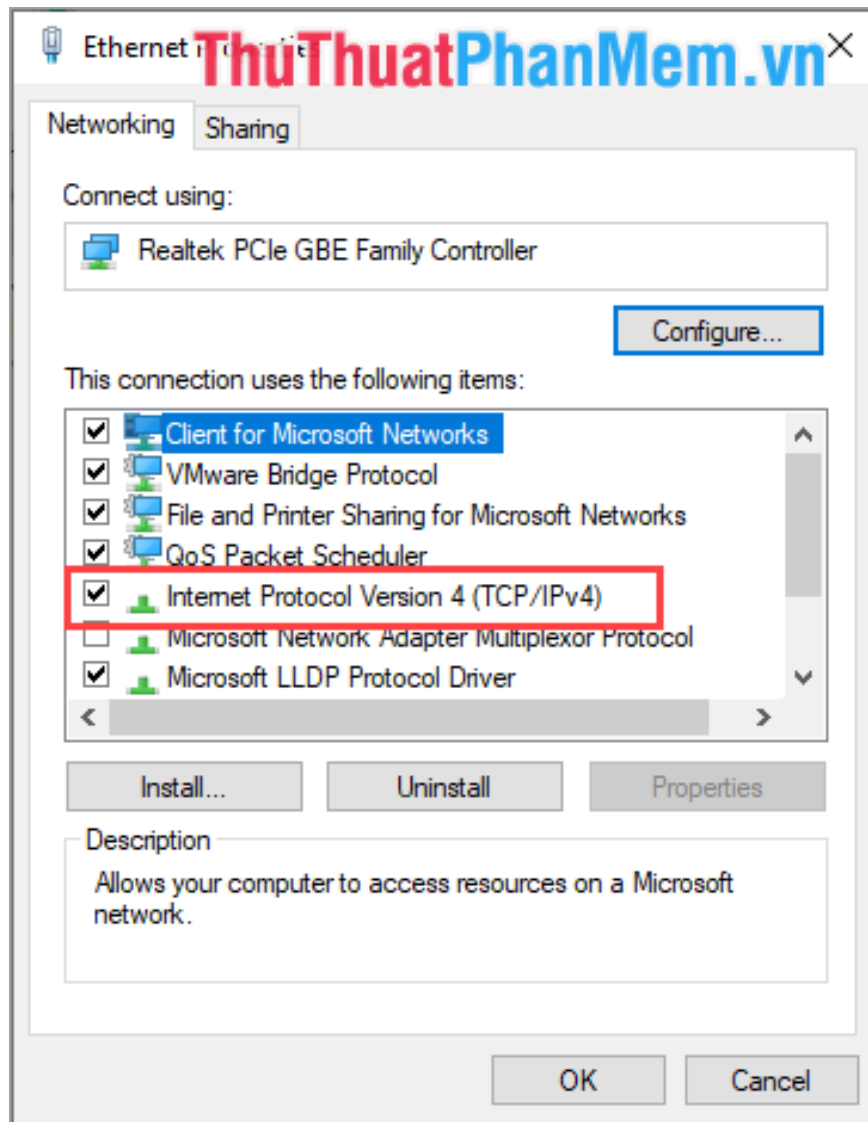 Ethernet Properties
ThuThuatPhanMem.vn
Networking
Sharing
Connect using:
Realtek PCIe GBE Family Controller
Configure...
This connection uses the following items:
Client for Microsoft Networks
VMware Bridge Protocol
File and Printer Sharing for Microsoft Networks
QoS Packet Scheduler
Internet Protocol Version 4 (TCP/IPv4)
Microsoft Network Adapter Multiplexor Protocol
Microsoft LLDP Protocol Driver
Install...
Uninstall
Properties
Description
Allows your computer to access resources on a Microsoft
network.
OK
Cancel